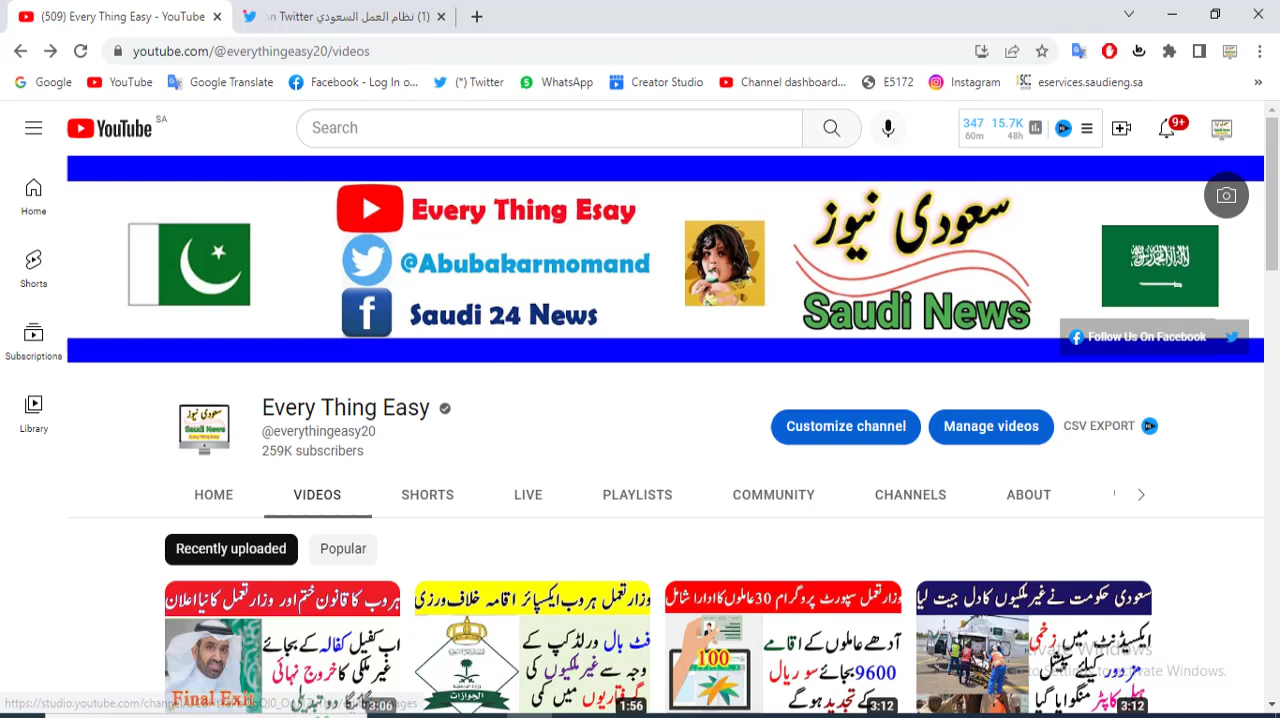 (509) Every Thing Easy - YouTube
on Twitter نظام العمل السعودي (1)
youtube.com/@everythingeasy20/videos
Google
YouTube
Google Translate
Facebook - Log In o...
(*) Twitter
WhatsApp
Creator Studio
Channel dashboard...
E5172
Instagram
eservices.saudieng.sa
»
YouTube SA
Search
347 15.7K
60m 48h
9+
Home
Shorts
Subscriptions
Library
Every Thing Esay
@Abubakarmomand
Saudi 24 News
سعودی نیوز
Saudi News
Follow Us On Facebook
Every Thing Easy
@everythingeasy20
259K subscribers
Customize channel
Manage videos
CSV EXPORT
HOME
VIDEOS
SHORTS
LIVE
PLAYLISTS
COMMUNITY
CHANNELS
ABOUT
Recently uploaded
Popular
ہروب کا قانون ختم اور وزارتعمل کا نیا اعلان
اب کفیل کفالہ کے بجائے
غیر ملکی کا خروج نہائی
Final Exit
3:06
وزارتعمل ہروب ایکسپائر اقامہ خلاف ورزی
فٹ بال ورلڈ کپ کے
وجہ سے غیر ملکیوں کی
گرفتاریوں میں کمی
الجوازات
1:56
وزارتعمل سپورٹ پروگرام 30عاملوں کا ادارا شامل
آدھے عاملوں کے اقامے
9600 بجائے سو ریال
کے تجدید ہو گے
100
3:12
سعودی حکومت نے غیر ملکیوں کا دل جیت لیا
ایکسیڈنٹ میں زخمی
مزدور کیلئے سپیشل
ہیلی کاپٹر منگوایا گیا
3:12